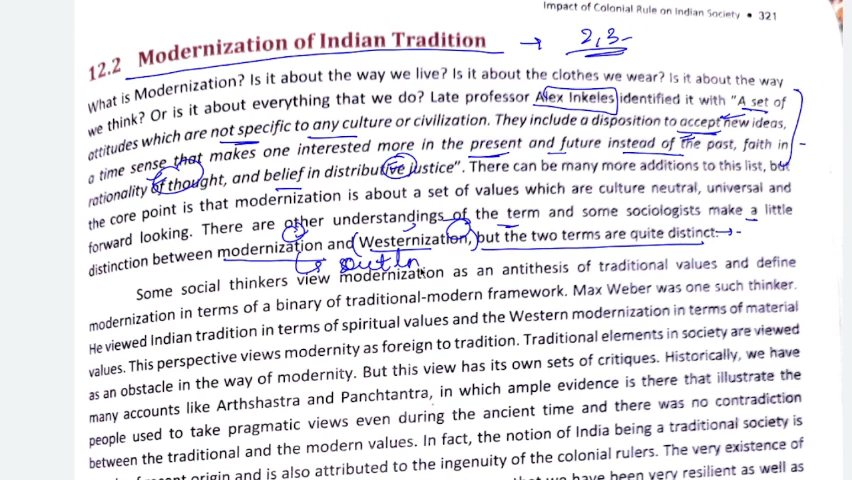 Impact of Colonial Rule on Indian Society • 321
12.2 Modernization of Indian Tradition → 2,3
What is Modernization? Is it about the way we live? Is it about the clothes we wear? Is it about the way
we think? Or is it about everything that we do? Late professor Alex Inkeles identified it with "A set of
attitudes which are not specific to any culture or civilization. They include a disposition to accept new ideas,
a time sense that makes one interested more in the present and future instead of the past, faith in
rationality of thought, and belief in distributive justice". There can be many more additions to this list, but
the core point is that modernization is about a set of values which are culture neutral, universal and
forward looking. There are other understandings of the term and some sociologists make a little
distinction between modernization and Westernization, but the two terms are quite distinct.
Some social thinkers view modernization as an antithesis of traditional values and define
modernization in terms of a binary of traditional-modern framework. Max Weber was one such thinker.
He viewed Indian tradition in terms of spiritual values and the Western modernization in terms of material
values. This perspective views modernity as foreign to tradition. Traditional elements in society are viewed
as an obstacle in the way of modernity. But this view has its own sets of critiques. Historically, we have
many accounts like Arthshastra and Panchtantra, in which ample evidence is there that illustrate the
people used to take pragmatic views even during the ancient time and there was no contradiction
between the traditional and the modern values. In fact, the notion of India being a traditional society is
origin and is also attributed to the ingenuity of the colonial rulers. The very existence of
have been very resilient as well as